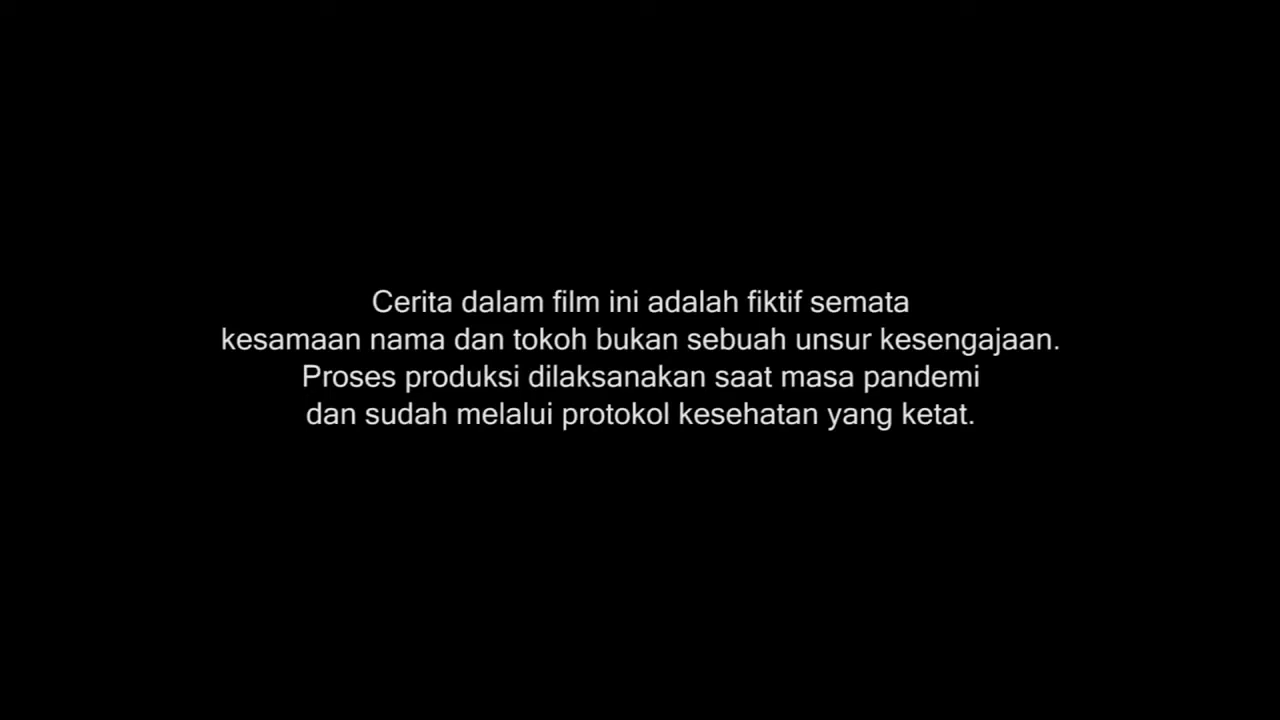 Cerita dalam film ini adalah fiktif semata
kesamaan nama dan tokoh bukan sebuah unsur kesengajaan.
Proses produksi dilaksanakan saat masa pandemi
dan sudah melalui protokol kesehatan yang ketat.